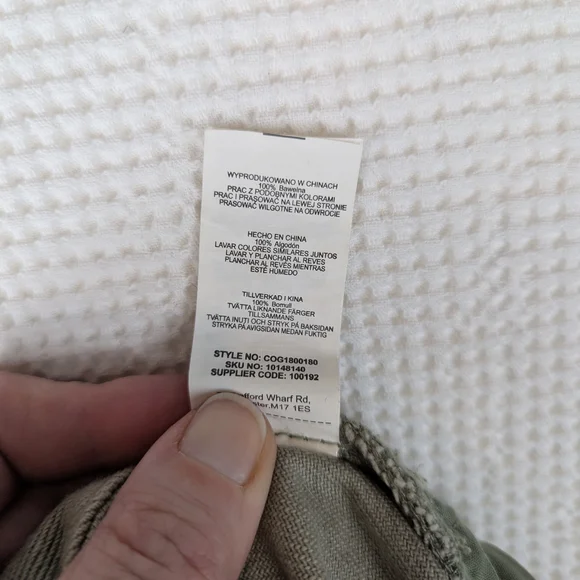 WYPRODUKOWANO W CHINACH
100% Bawełna
PRAC Z PODOBNYMI KOLORAMI
PRAC I PRASOWAĆ NA LEWEJ STRONIE
PRASOWAĆ WILGOTNE NA ODWROCIE
HECHO EN CHINA
100% Algodón
LAVAR COLORES SIMILARES JUNTOS
LAVAR Y PLANCHAR AL REVES
PLANCHAR AL REVÉS MIENTRAS
ESTÉ HÚMEDO
TILLVERKAD I KINA
100% Bomull
TVÄTTA LIKNANDE FÄRGER
TILLSAMMANS
TVÄTTA INUTI OCH STRYK PÅ BAKSIDAN
STRYKA PÅ AVIGSIDAN MEDAN FUKTIG
STYLE NO: COG1800180
SKU NO: 10148140
SUPPLIER CODE: 100192
Wharf Rd,
M17 1ES